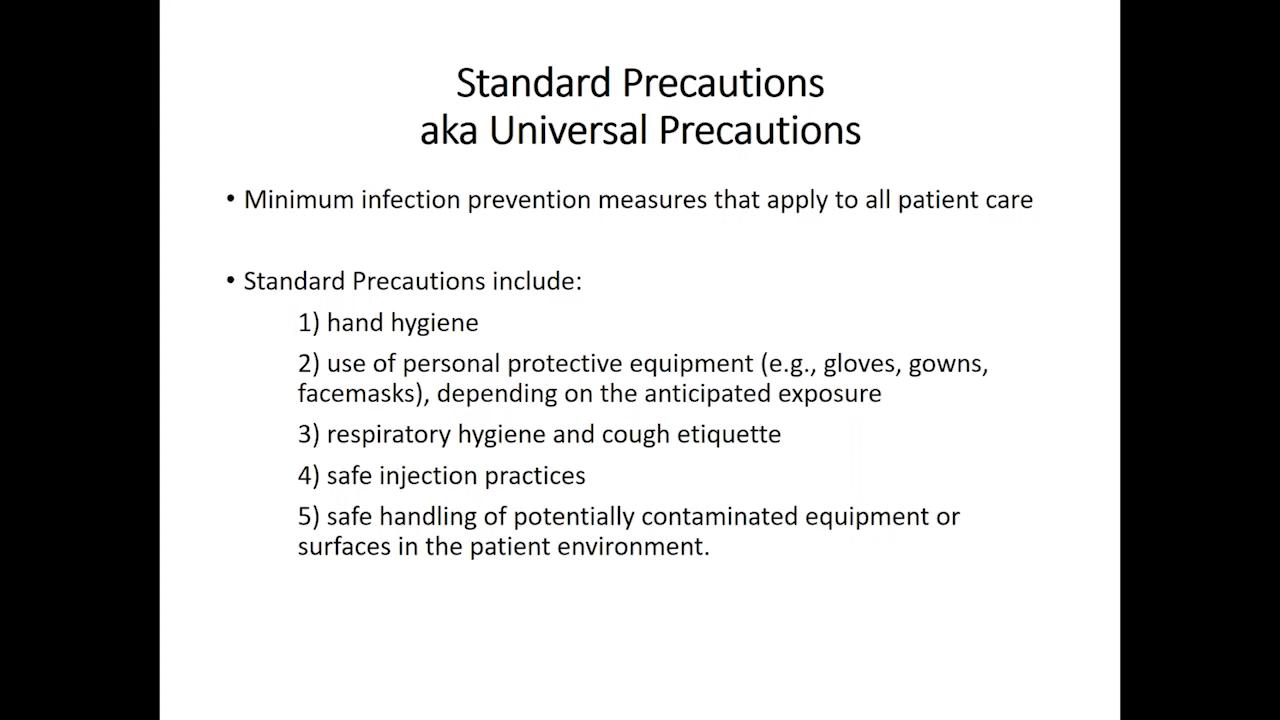 Standard Precautions
aka Universal Precautions
• Minimum infection prevention measures that apply to all patient care
• Standard Precautions include:
1) hand hygiene
2) use of personal protective equipment (e.g., gloves, gowns,
facemasks), depending on the anticipated exposure
3) respiratory hygiene and cough etiquette
4) safe injection practices
5) safe handling of potentially contaminated equipment or
surfaces in the patient environment.